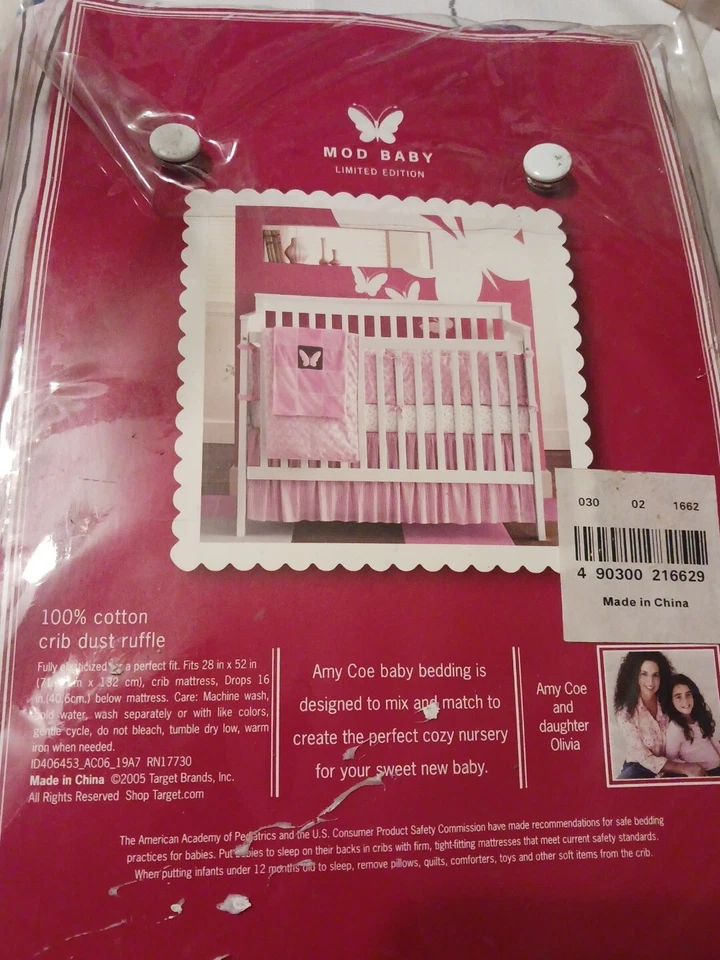 MOD BABY
LIMITED EDITION
030 02 1662
4 90300 216629
Made in China
100% cotton
crib dust ruffle
Fully for a perfect fit. Fits 28 in x 52 in
x 132 cm), crib mattress, Drops 16
in (40.6cm.) below mattress. Care: Machine wash,
cold water, wash separately or with like colors,
gentle cycle, do not bleach, tumble dry low, warm
iron when needed.
ID406453_AC06_19A7 RN17730
Made in China ©2005 Target Brands, Inc.
All Rights Reserved Shop Target.com
Amy Coe baby bedding is
designed to mix and match to
create the perfect cozy nursery
for your sweet new baby.
Amy Coe
and
daughter
Olivia
The American Academy of Pediatrics and the U.S. Consumer Product Safety Commission have made recommendations for safe bedding
practices for babies. Put babies to sleep on their backs in cribs with firm, tight-fitting mattresses that meet current safety standards.
When putting infants under 12 months old to sleep, remove pillows, quilts, comforters, toys and other soft items from the crib.